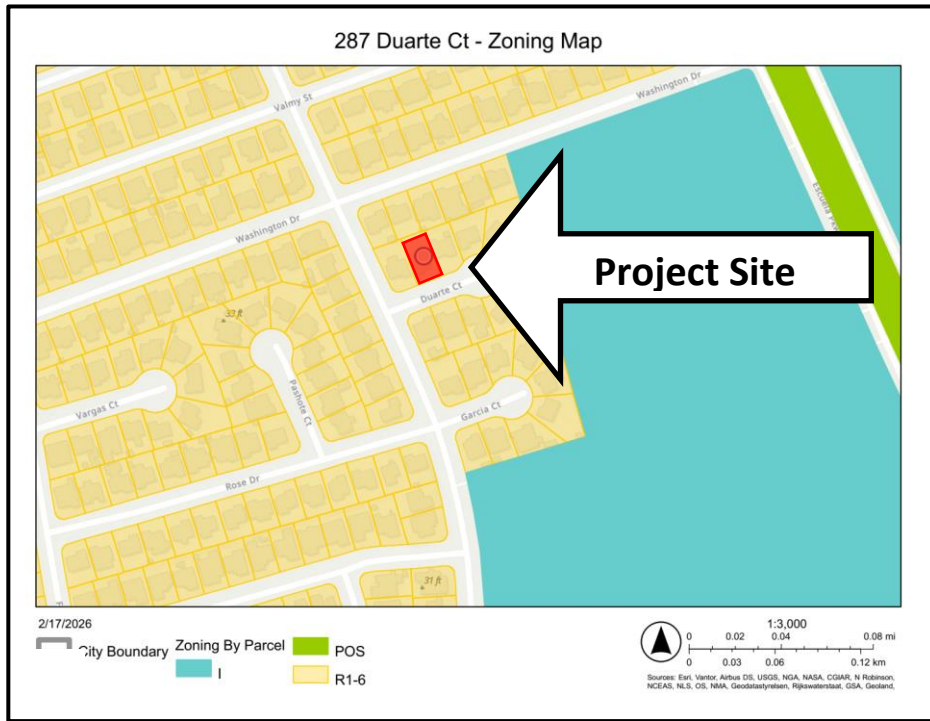 287 Duarte Ct - Zoning Map
Valmy St
Washington Dr
Washington Dr
Project Site
Duarte Ct
33 ft
Vargas Ct
Pashote Ct
Garcia Ct
Rose Dr
31 ft
2/17/2026
City Boundary
Zoning By Parcel
I
POS
R1-6
1:3,000
0 0.02 0.04 0.08 mi
0 0.03 0.06 0.12 km
Sources: Esri, Vantor, Airbus DS, USGS, NGA, NASA, CGIAR, N Robinson,
NCEAS, NLS, OS, NMA, Geodatastyrelsen, Rijkswaterstaat, GSA, Geoland,